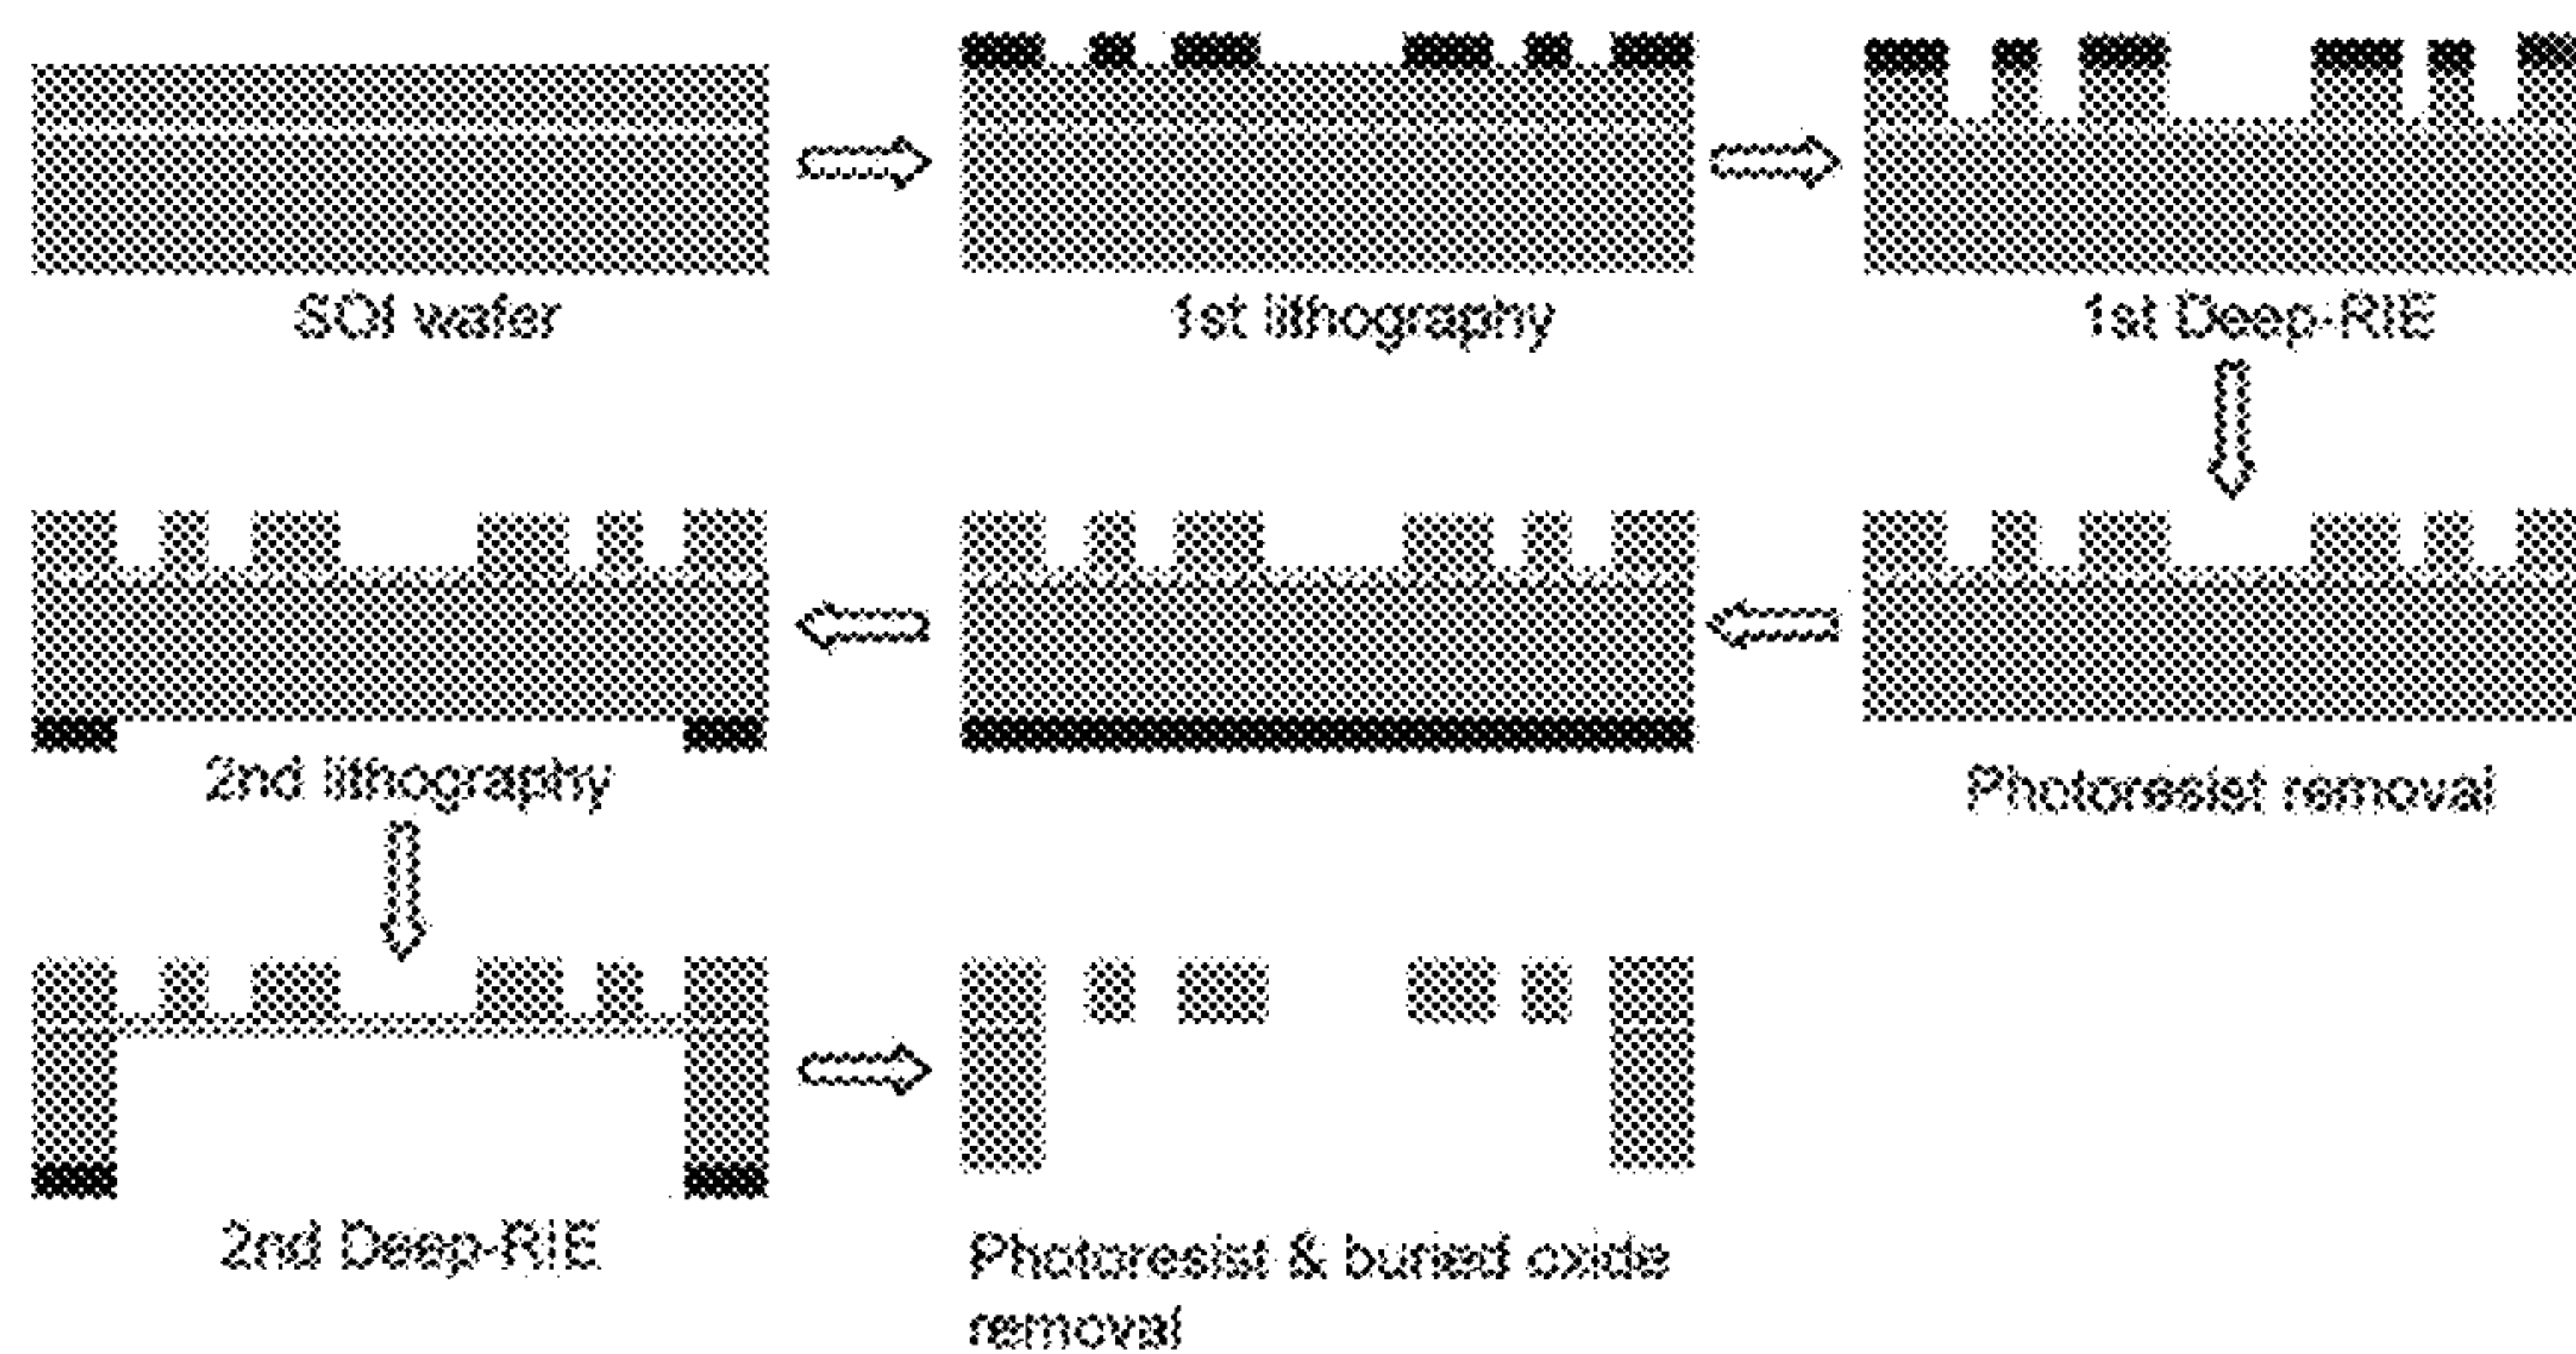 SOI wafer
1st lithography
1st Deep-RIE
Photoresist removal
2nd lithography
2nd Deep-RIE
Photoresist & buried oxide
removal